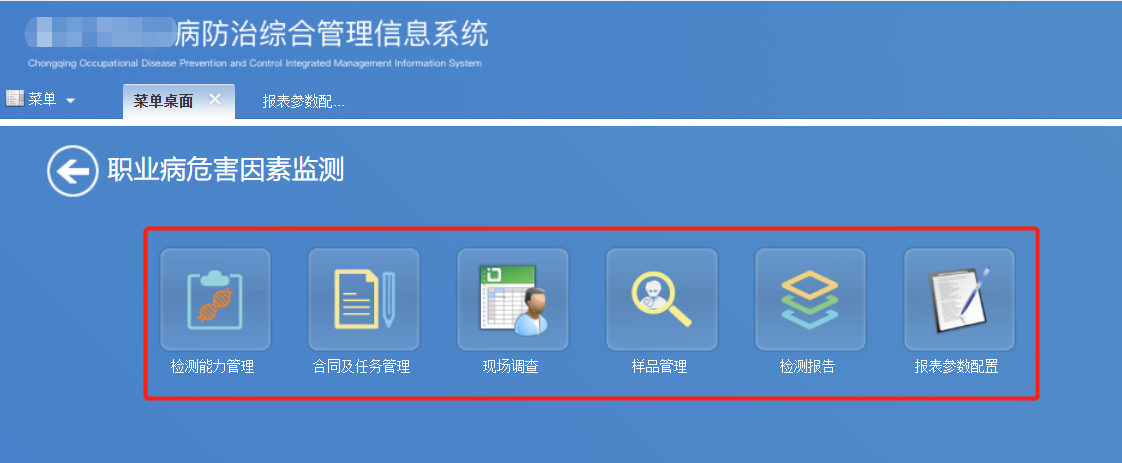 病防治综合管理信息系统
Chongqing Occupational Disease Prevention and Control Integrated Management Information System
菜单 菜单桌面 报表参数配...
职业病危害因素监测
检测能力管理 合同及任务管理 现场调查 样品管理 检测报告 报表参数配置